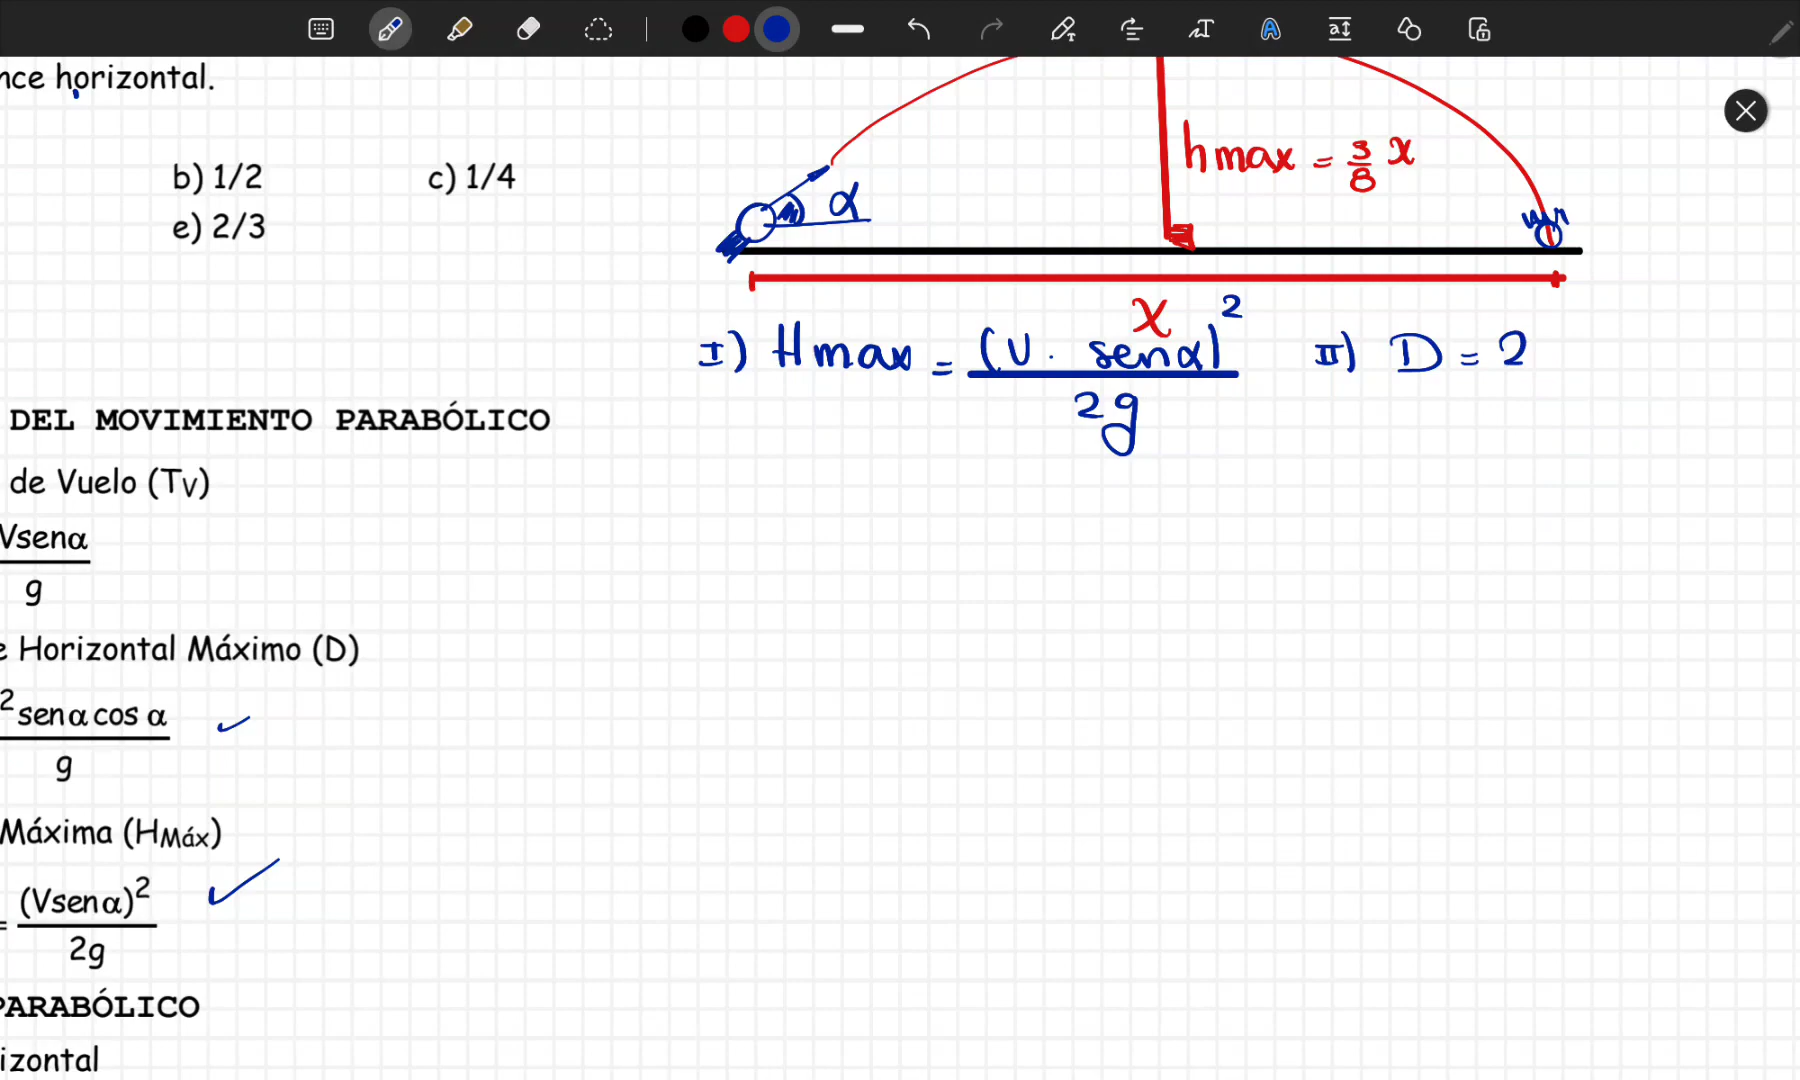 nce horizontal.
b) 1/2
c) 1/4
e) 2/3
hmax = 3/8 x
α
x
I) Hmax = (V. senα)² / 2g
II) D = 2
DEL MOVIMIENTO PARABÓLICO
de Vuelo (TV)
Vsenα
g
e Horizontal Máximo (D)
²senα cos α
g
Máxima (HMáx)
= (Vsenα)²
2g
PARABÓLICO
izontal